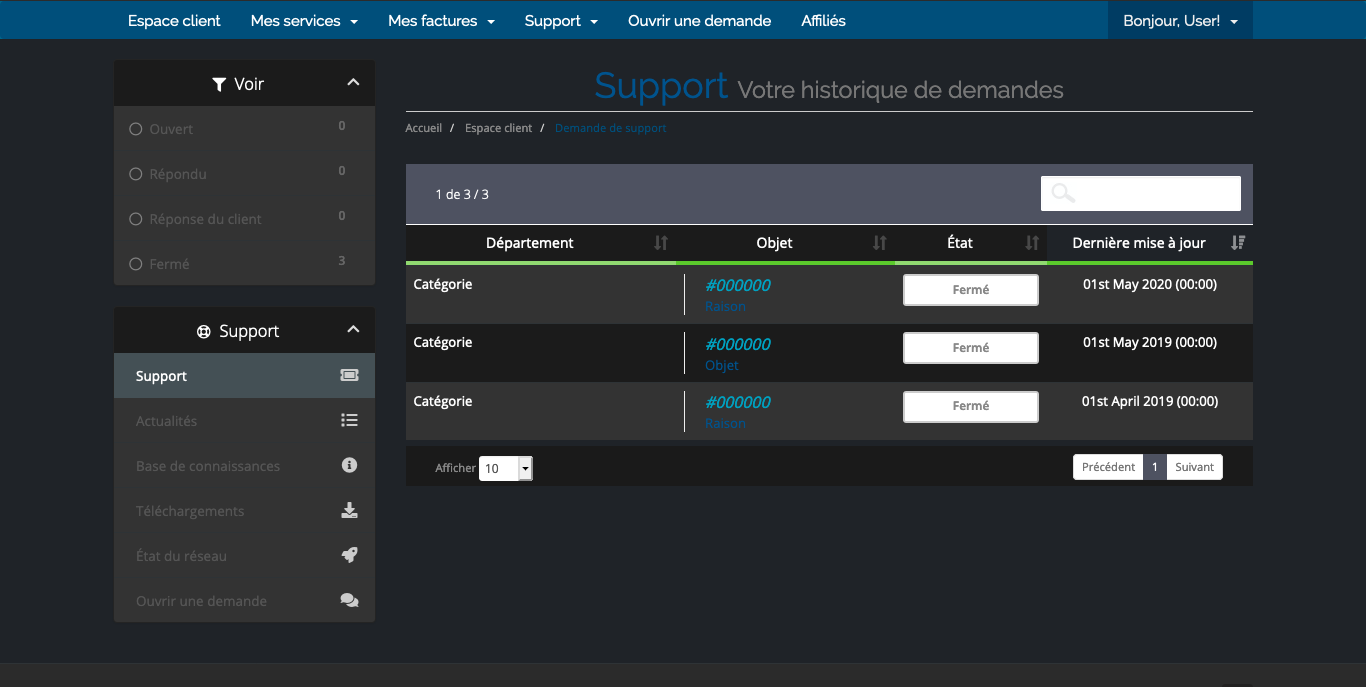 Espace client Mes services Mes factures Support Ouvrir une demande Affiliés Bonjour, User!
Voir
Ouvert 0
Répondu 0
Réponse du client 0
Fermé 3
Support
Support
Actualités
Base de connaissances
Téléchargements
État du réseau
Ouvrir une demande
Support Votre historique de demandes
Accueil / Espace client / Demande de support
1 de 3 / 3
Département Objet État Dernière mise à jour
Catégorie #000000 Fermé 01st May 2020 (00:00)
Raison
Catégorie #000000 Fermé 01st May 2019 (00:00)
Objet
Catégorie #000000 Fermé 01st April 2019 (00:00)
Raison
Afficher 10 Précédent 1 Suivant